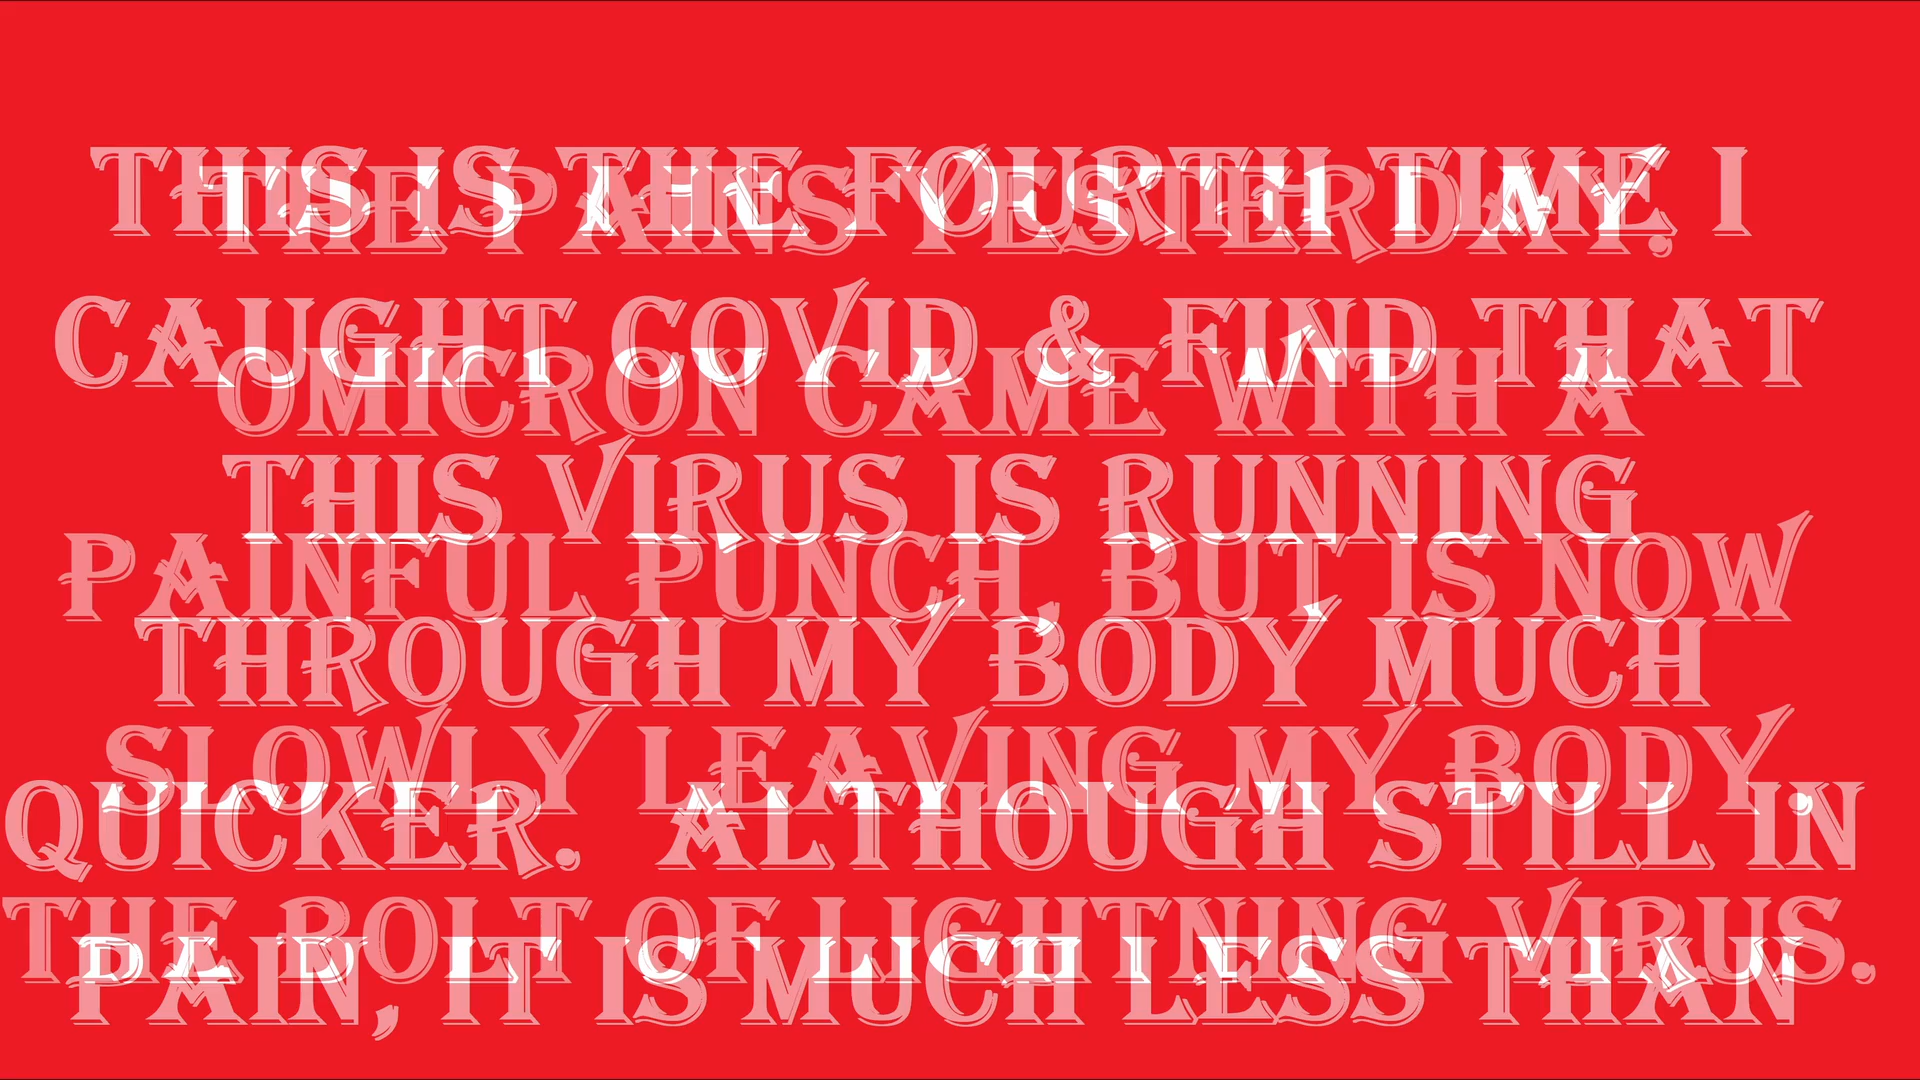 THIS IS THE FOURTH TIME I
CAUGHT COVID & FIND THAT
THIS VIRUS IS RUNNING
THROUGH MY BODY MUCH
QUICKER. ALTHOUGH STILL IN
PAIN, IT IS MUCH LESS THAN
THE PAINS YESTERDAY.
OMICRON CAME WITH A
PAINFUL PUNCH, BUT IS NOW
SLOWLY LEAVING MY BODY,
THE BOLT OF LIGHTNING VIRUS.